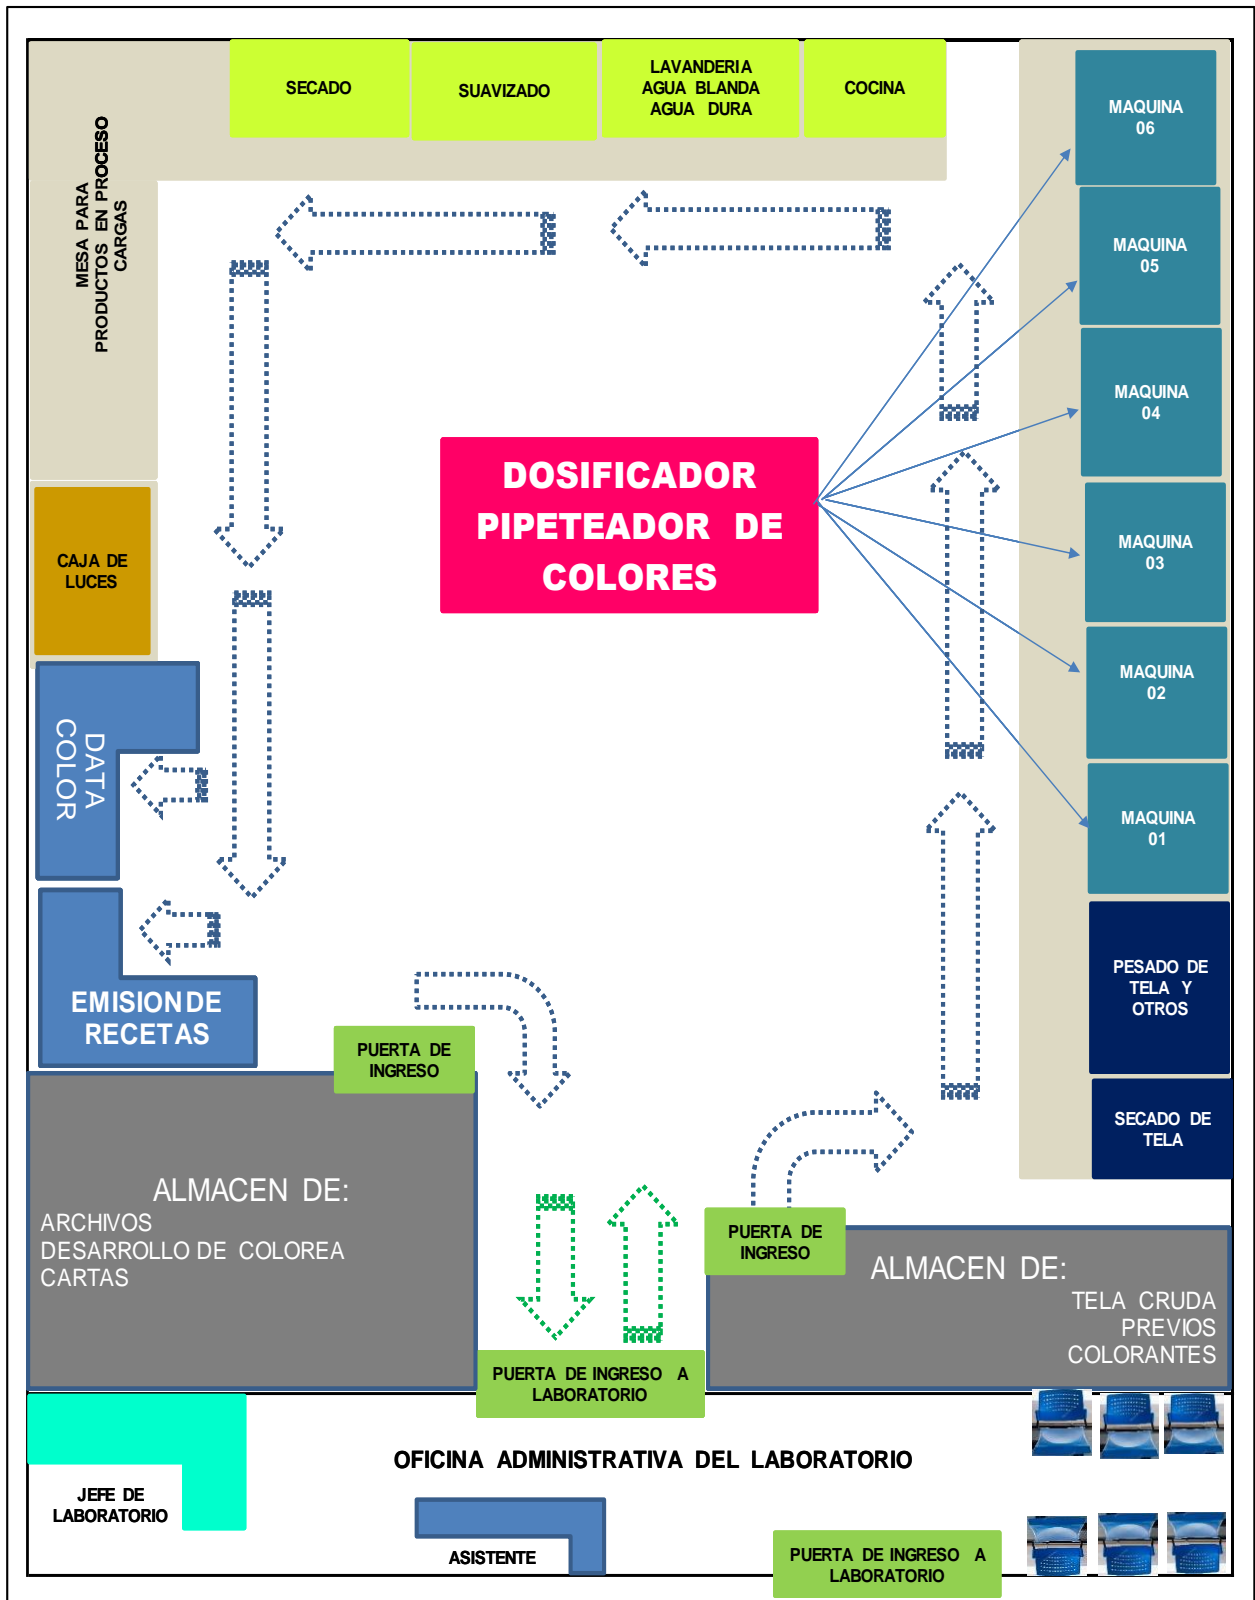 SECADO
SUAVIZADO
LAVANDERIA
AGUA BLANDA
AGUA DURA
COCINA
MAQUINA
06
MESA PARA
PRODUCTOS EN PROCESO
CARGAS
MAQUINA
05
MAQUINA
04
DOSIFICADOR
PIPETEADOR DE
COLORES
MAQUINA
03
CAJA DE
LUCES
MAQUINA
02
DATA
COLOR
MAQUINA
01
PESADO DE
TELA Y
OTROS
EMISION DE
RECETAS
PUERTA DE
INGRESO
SECADO DE
TELA
ALMACEN DE:
ARCHIVOS
DESARROLLO DE COLOREA
CARTAS
PUERTA DE
INGRESO
ALMACEN DE:
TELA CRUDA
PREVIOS
COLORANTES
PUERTA DE INGRESO A
LABORATORIO
OFICINA ADMINISTRATIVA DEL LABORATORIO
JEFE DE
LABORATORIO
ASISTENTE
PUERTA DE INGRESO A
LABORATORIO